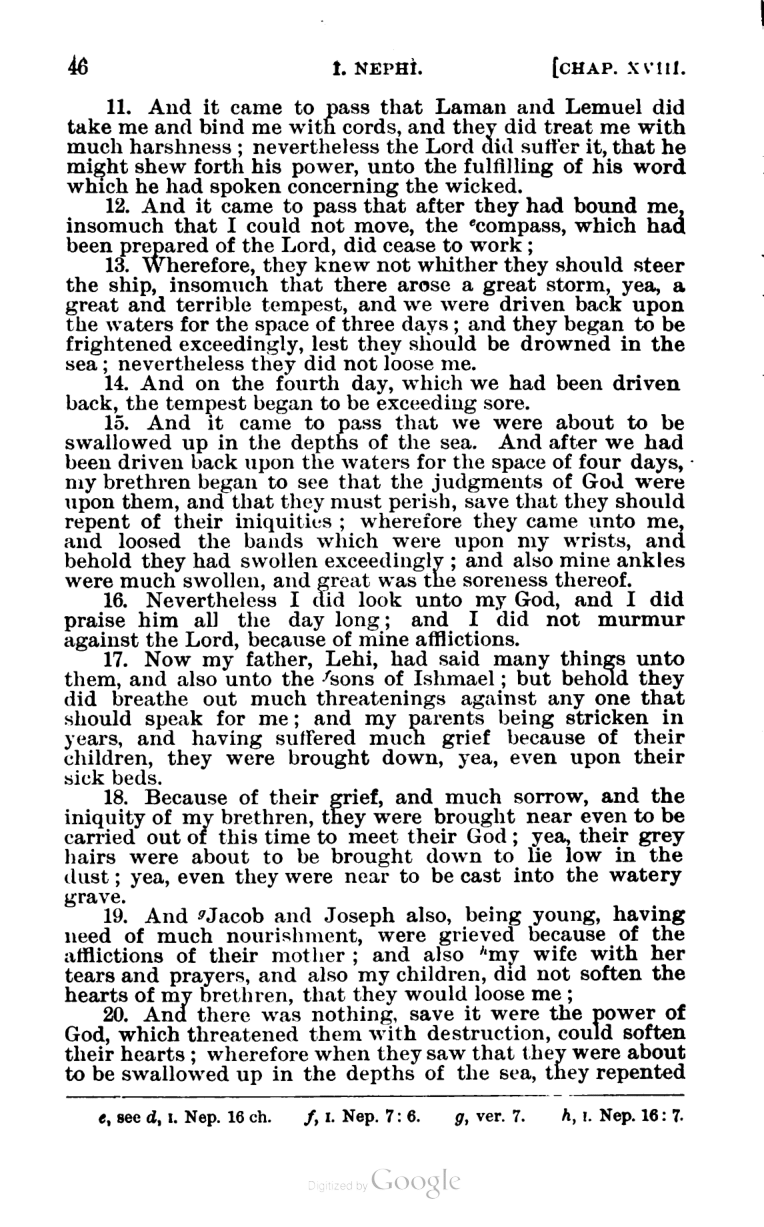 46 I. NEPHI. [CHAP. XVIII.
11. And it came to pass that Laman and Lemuel did
take me and bind me with cords, and they did treat me with
much harshness ; nevertheless the Lord did suffer it, that he
might shew forth his power, unto the fulfilling of his word
which he had spoken concerning the wicked.
12. And it came to pass that after they had bound me,
insomuch that I could not move, the ᵉcompass, which had
been prepared of the Lord, did cease to work ;
13. Wherefore, they knew not whither they should steer
the ship, insomuch that there arose a great storm, yea, a
great and terrible tempest, and we were driven back upon
the waters for the space of three days ; and they began to be
frightened exceedingly, lest they should be drowned in the
sea ; nevertheless they did not loose me.
14. And on the fourth day, which we had been driven
back, the tempest began to be exceeding sore.
15. And it came to pass that we were about to be
swallowed up in the depths of the sea. And after we had
been driven back upon the waters for the space of four days,
my brethren began to see that the judgments of God were
upon them, and that they must perish, save that they should
repent of their iniquities ; wherefore they came unto me,
and loosed the bands which were upon my wrists, and
behold they had swollen exceedingly ; and also mine ankles
were much swollen, and great was the soreness thereof.
16. Nevertheless I did look unto my God, and I did
praise him all the day long ; and I did not murmur
against the Lord, because of mine afflictions.
17. Now my father, Lehi, had said many things unto
them, and also unto the ᶠsons of Ishmael ; but behold they
did breathe out much threatenings against any one that
should speak for me ; and my parents being stricken in
years, and having suffered much grief because of their
children, they were brought down, yea, even upon their
sick beds.
18. Because of their grief, and much sorrow, and the
iniquity of my brethren, they were brought near even to be
carried out of this time to meet their God ; yea, their grey
hairs were about to be brought down to lie low in the
dust ; yea, even they were near to be cast into the watery
grave.
19. And ᵍJacob and Joseph also, being young, having
need of much nourishment, were grieved because of the
afflictions of their mother ; and also ʰmy wife with her
tears and prayers, and also my children, did not soften the
hearts of my brethren, that they would loose me ;
20. And there was nothing, save it were the power of
God, which threatened them with destruction, could soften
their hearts ; wherefore when they saw that they were about
to be swallowed up in the depths of the sea, they repented
e, see d, I. Nep. 16 ch. f, I. Nep. 7 : 6. g, ver. 7. h, I. Nep. 16 : 7.
Digitized by Google